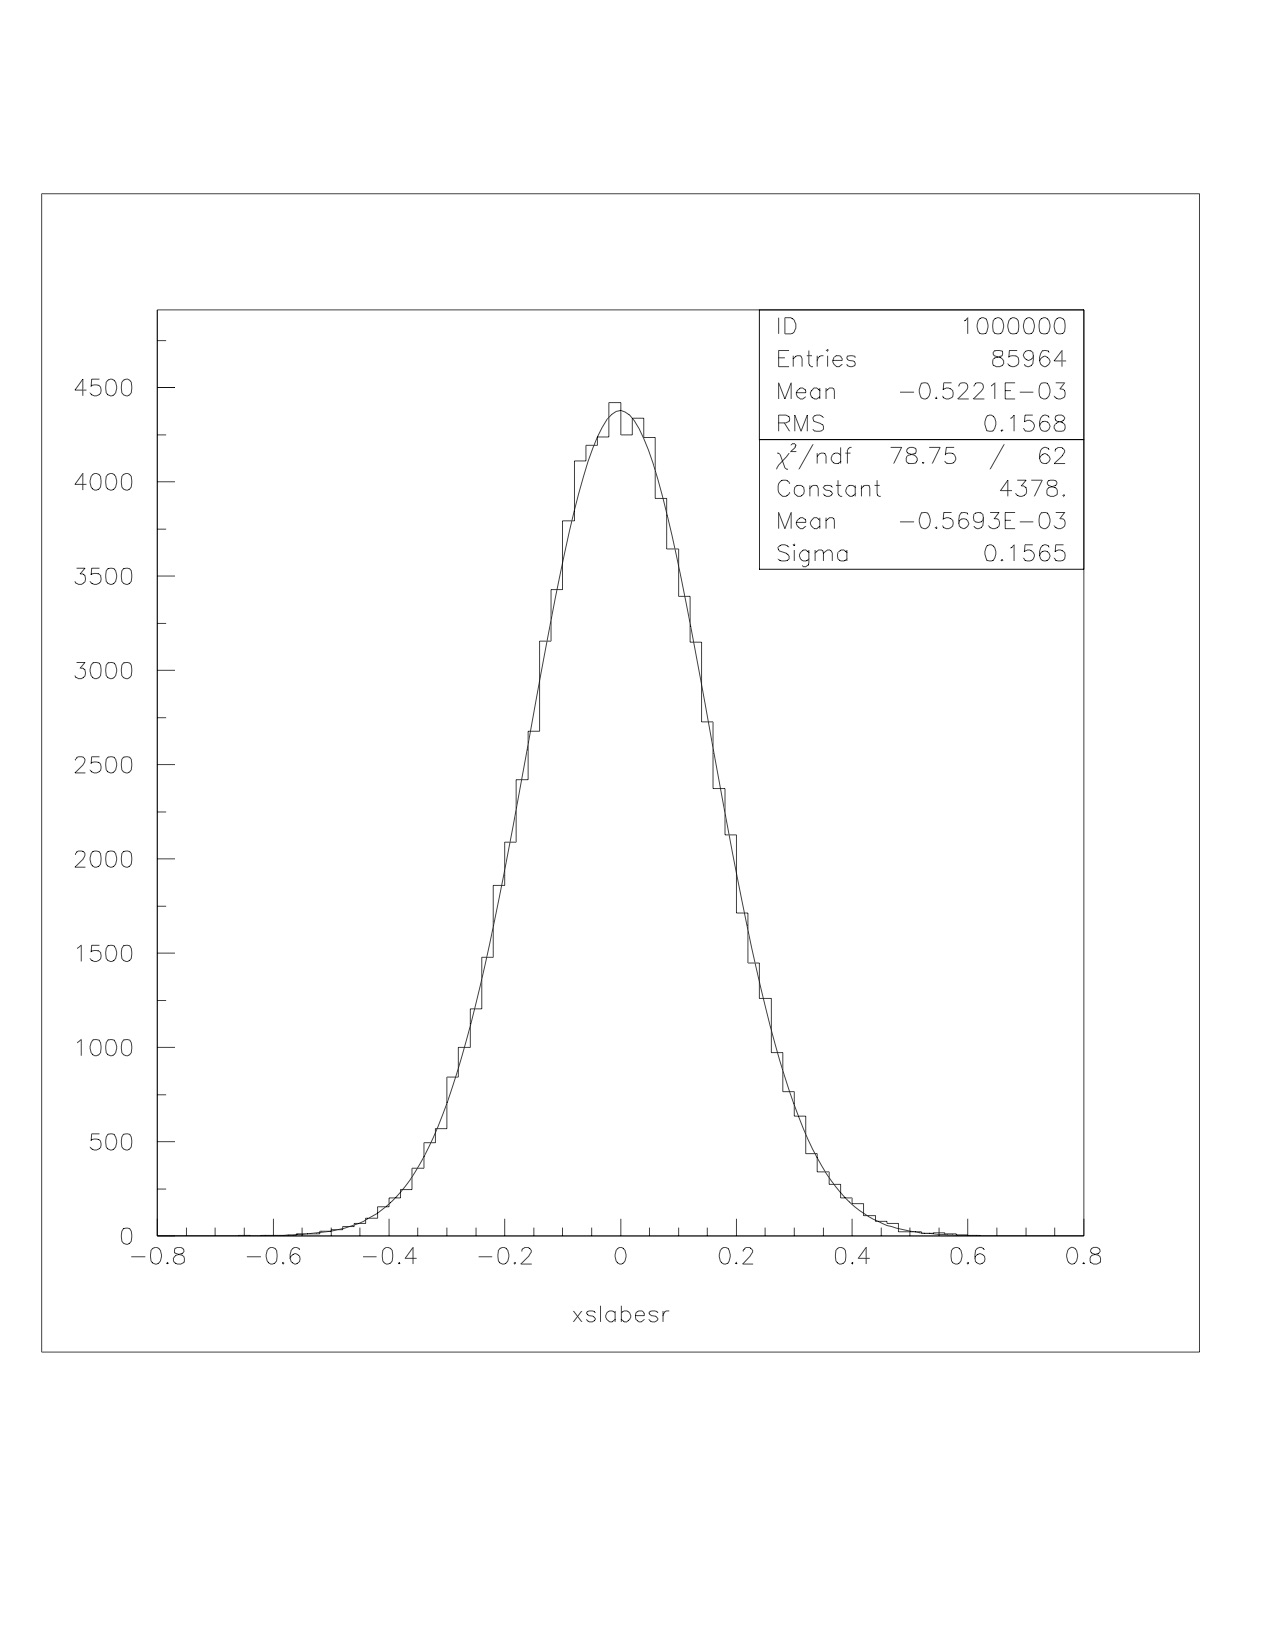 ID 1000000
Entries 85964
Mean −0.5221E−03
RMS 0.1568
χ²/ndf 78.75 / 62
Constant 4378.
Mean −0.5693E−03
Sigma 0.1565
4500
4000
3500
3000
2500
2000
1500
1000
500
0
−0.8 −0.6 −0.4 −0.2 0 0.2 0.4 0.6 0.8
xslabesr